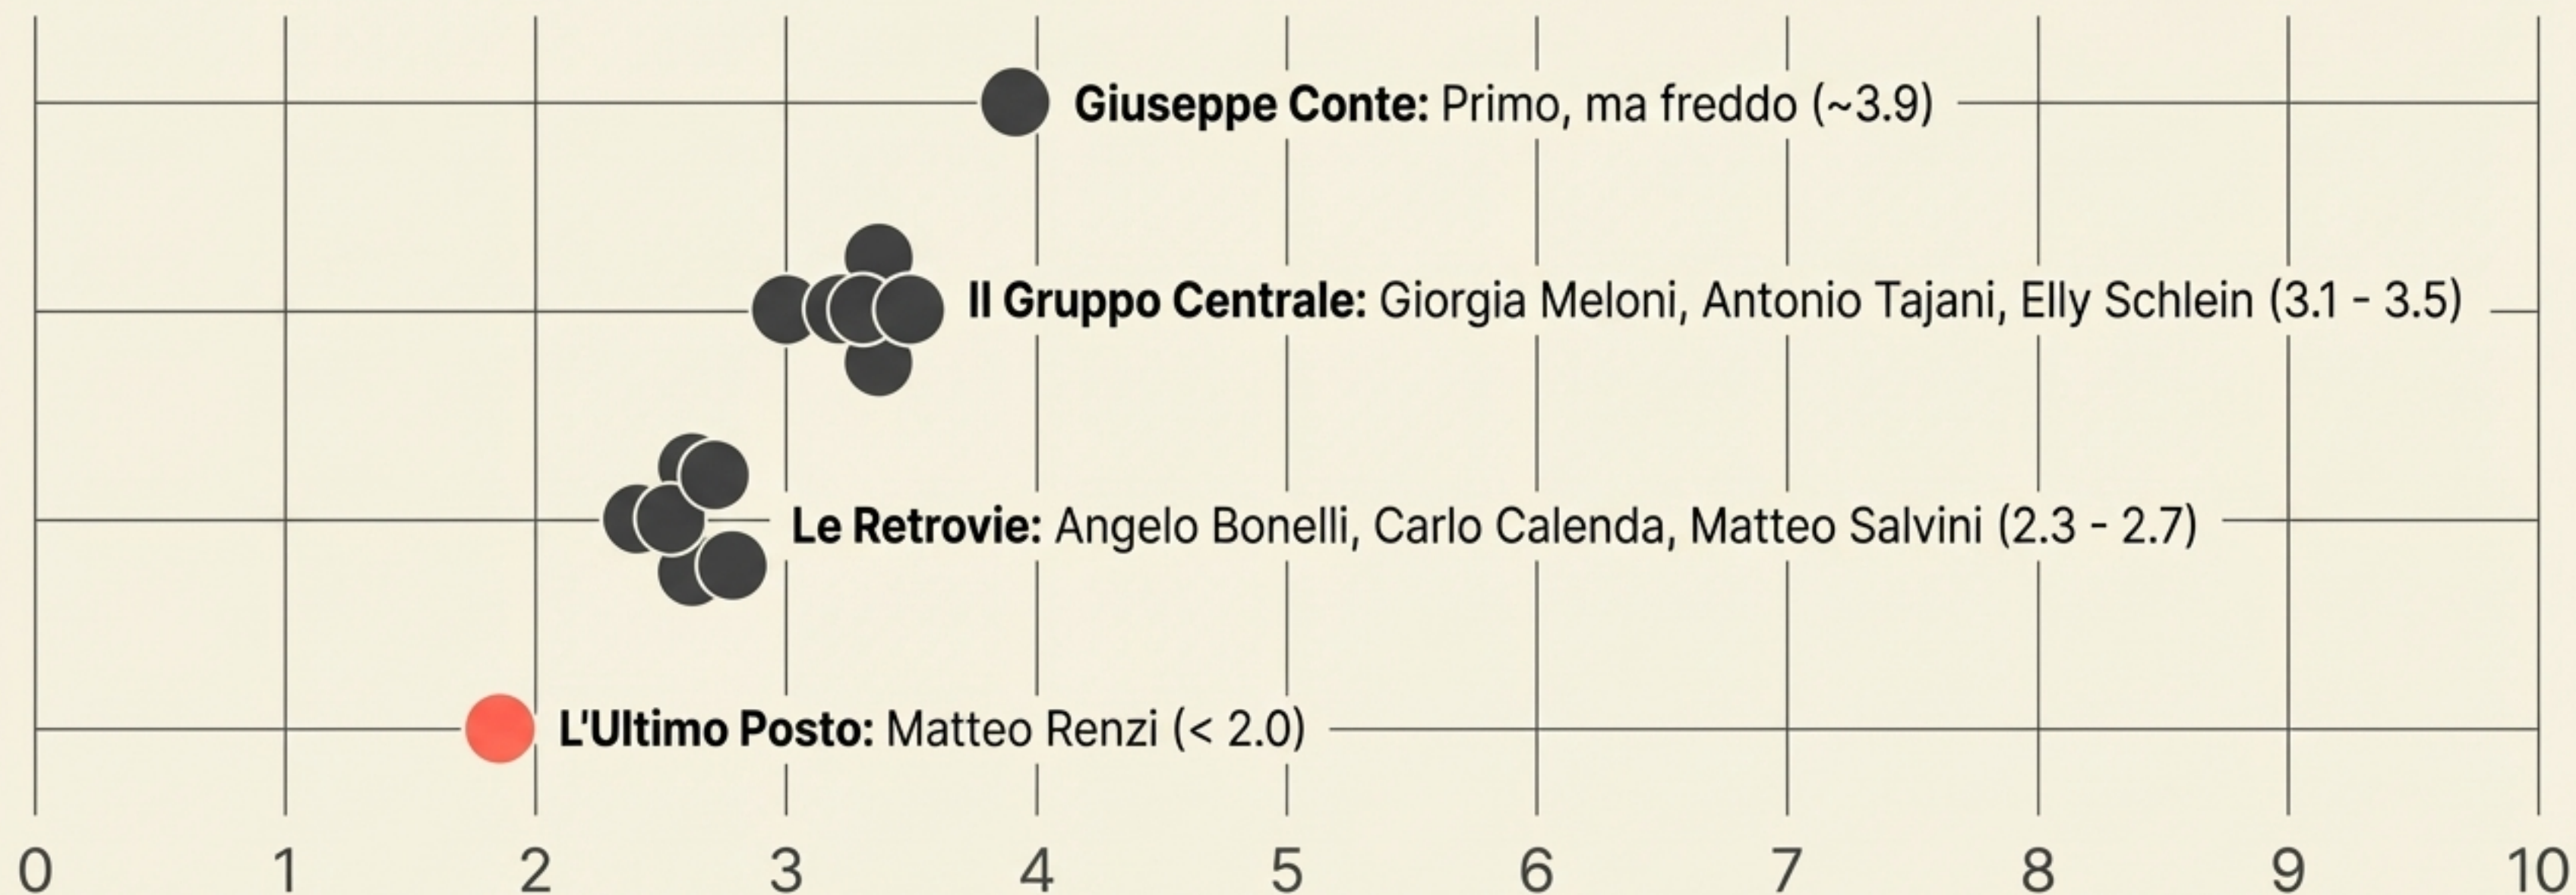 Giuseppe Conte: Primo, ma freddo (~3.9)
Il Gruppo Centrale: Giorgia Meloni, Antonio Tajani, Elly Schlein (3.1 - 3.5)
Le Retrovie: Angelo Bonelli, Carlo Calenda, Matteo Salvini (2.3 - 2.7)
L'Ultimo Posto: Matteo Renzi (< 2.0)
0 1 2 3 4 5 6 7 8 9 10